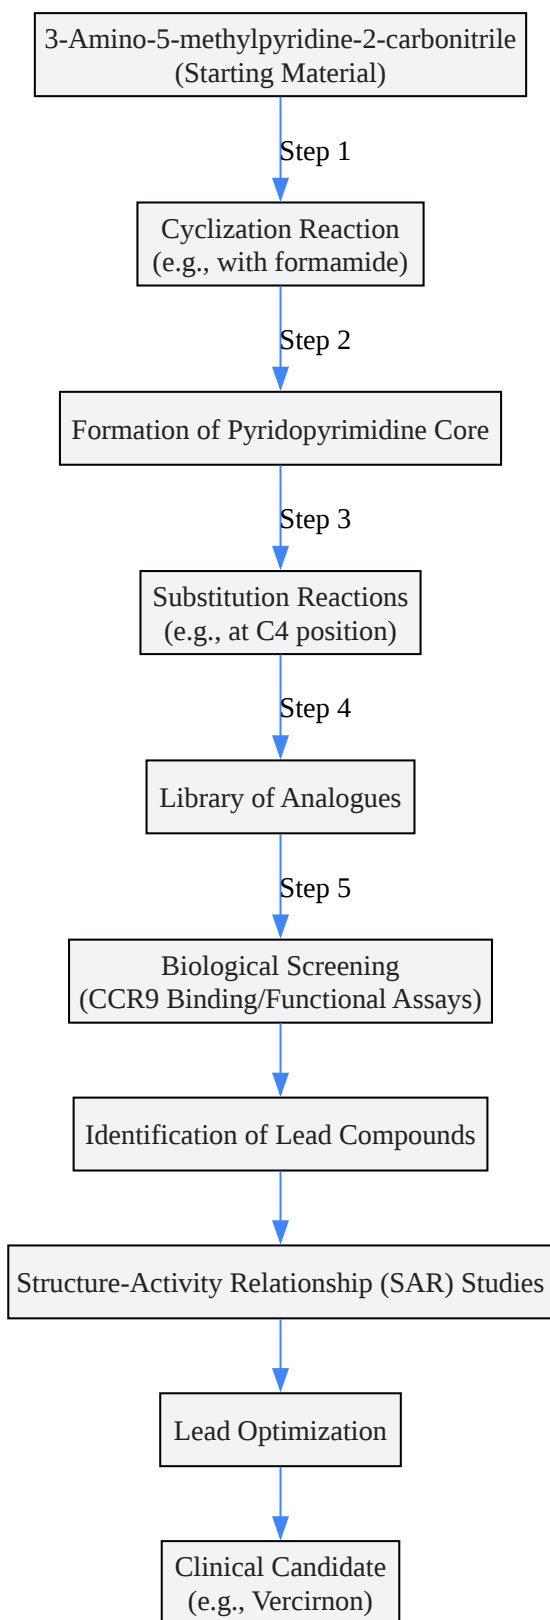 3-Amino-5-methylpyridine-2-carbonitrile
(Starting Material)
Step 1
Cyclization Reaction
(e.g., with formamide)
Step 2
Formation of Pyridopyrimidine Core
Step 3
Substitution Reactions
(e.g., at C4 position)
Step 4
Library of Analogues
Step 5
Biological Screening
(CCR9 Binding/Functional Assays)
Identification of Lead Compounds
Structure-Activity Relationship (SAR) Studies
Lead Optimization
Clinical Candidate
(e.g., Vercirnon)